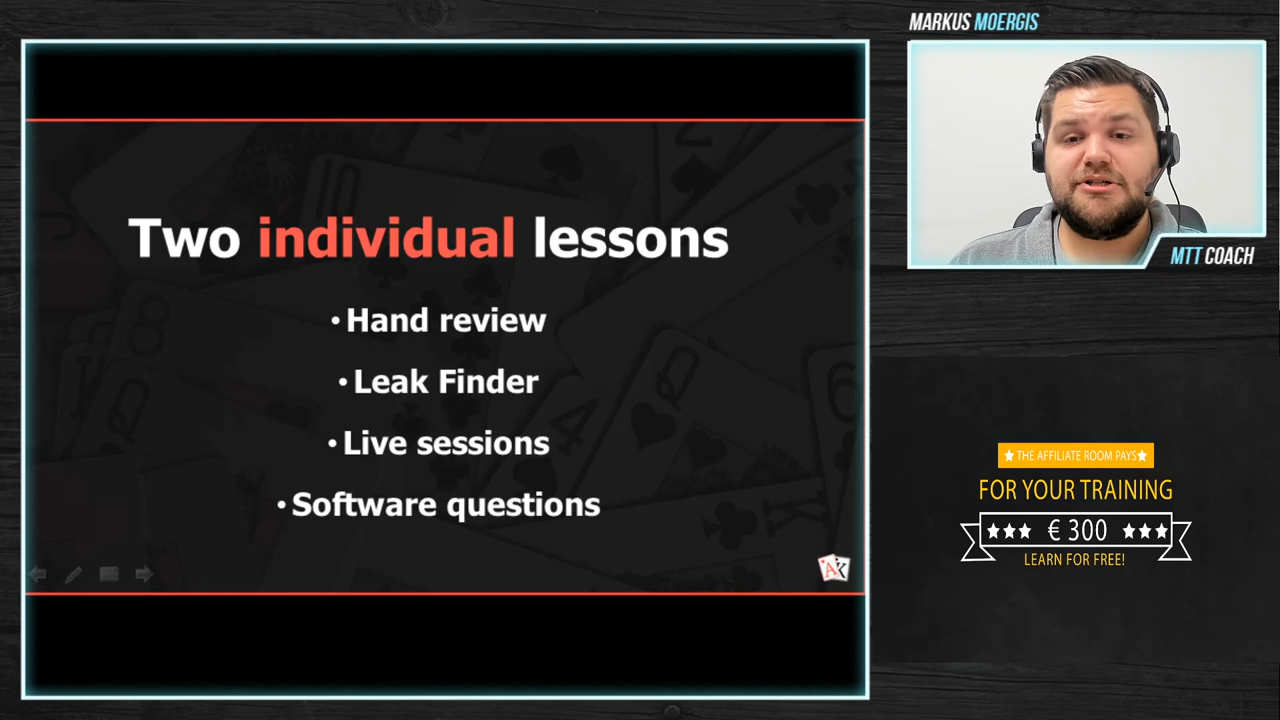 MARKUS MOERGIS
Two individual lessons
• Hand review
• Leak Finder
• Live sessions
• Software questions
AK
MTT COACH
THE AFFILIATE ROOM PAYS
FOR YOUR TRAINING
€ 300
LEARN FOR FREE!